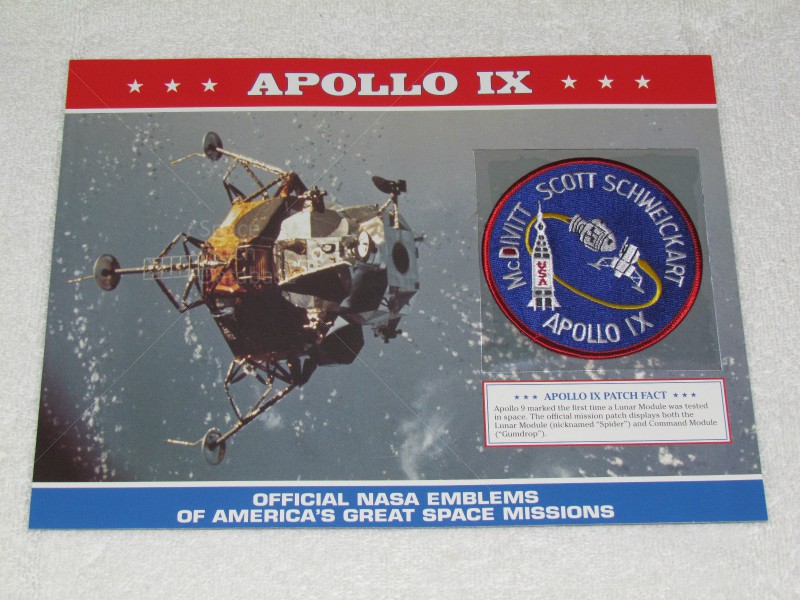 ★ ★ ★ APOLLO IX ★ ★ ★
McDIVITT SCOTT SCHWEICKART
USA
APOLLO IX
★ ★ ★ APOLLO IX PATCH FACT ★ ★ ★
Apollo 9 marked the first time a Lunar Module was tested
in space. The official mission patch displays both the
Lunar Module (nicknamed "Spider") and Command Module
("Gumdrop").
OFFICIAL NASA EMBLEMS
OF AMERICA'S GREAT SPACE MISSIONS